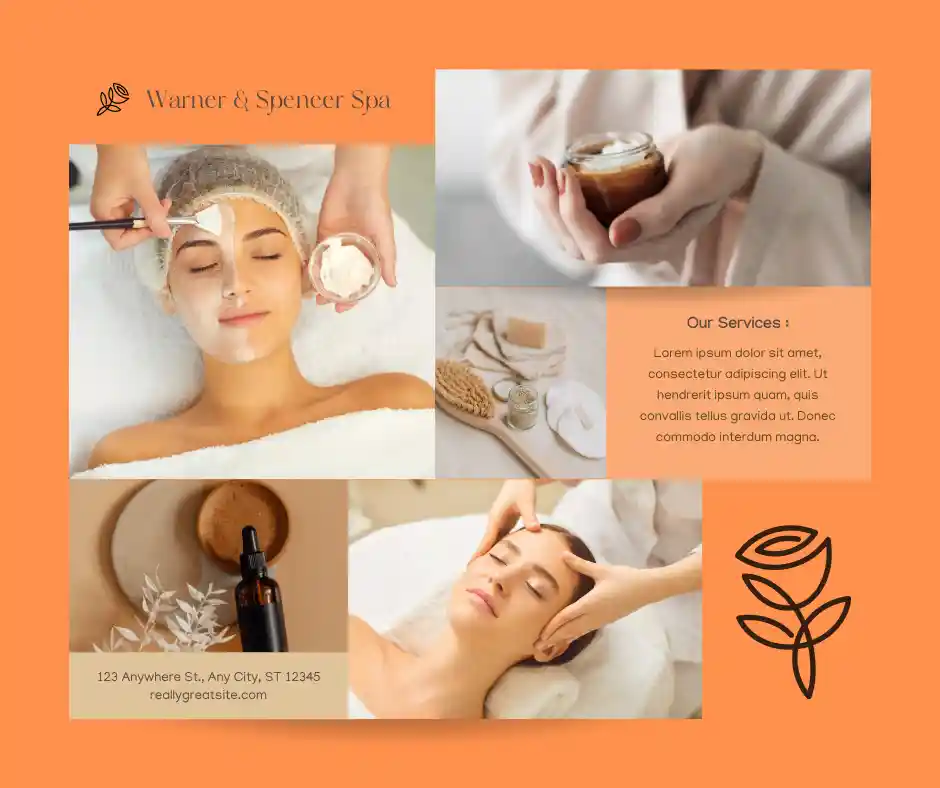 Warner & Spencer Spa
Our Services :
Lorem ipsum dolor sit amet,
consectetur adipiscing elit. Ut
hendrerit ipsum quam, quis
convallis tellus gravida ut. Donec
commodo interdum magna.
123 Anywhere St., Any City, ST 12345
reallygreatsite.com